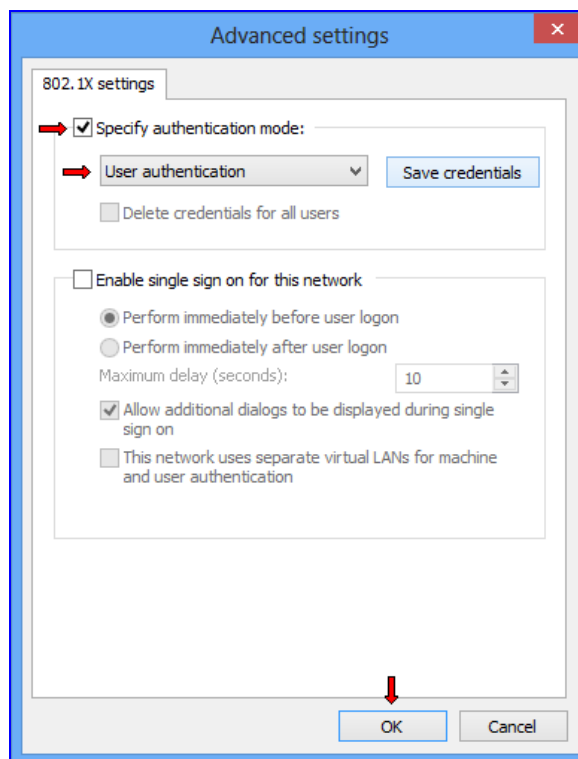 Advanced settings
802.1X settings
Specify authentication mode:
User authentication
Save credentials
Delete credentials for all users
Enable single sign on for this network
Perform immediately before user logon
Perform immediately after user logon
Maximum delay (seconds):
10
Allow additional dialogs to be displayed during single
sign on
This network uses separate virtual LANs for machine
and user authentication
OK
Cancel